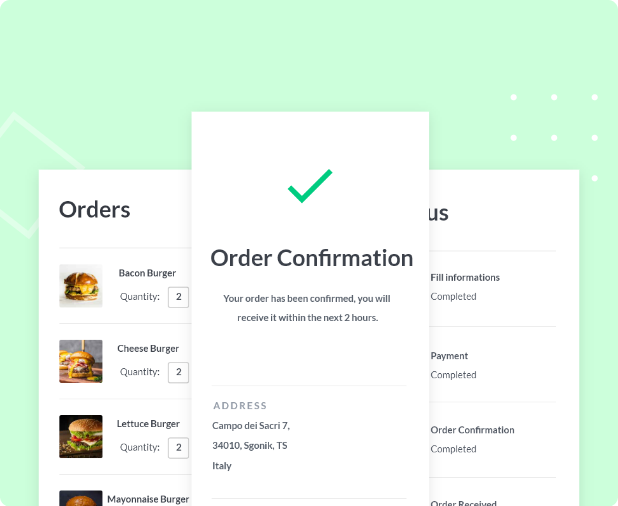 Orders
Bacon Burger
Quantity: 2
Cheese Burger
Quantity: 2
Lettuce Burger
Quantity: 2
Mayonnaise Burger
Order Confirmation
Your order has been confirmed, you will
receive it within the next 2 hours.
ADDRESS
Campo dei Sacri 7,
34010, Sgonik, TS
Italy
us
Fill informations
Completed
Payment
Completed
Order Confirmation
Completed
Order Received